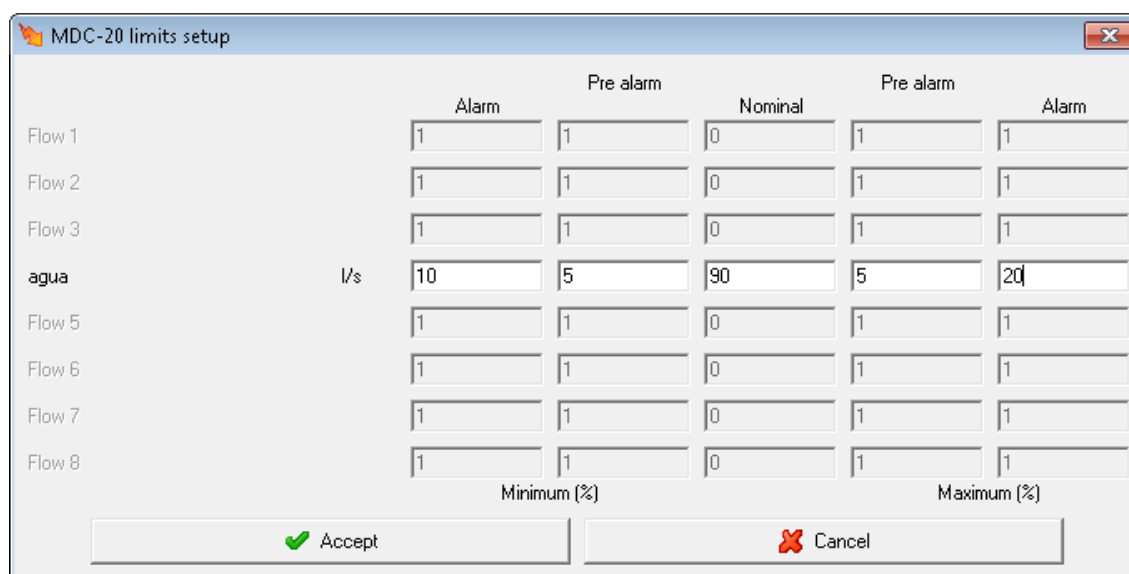 MDC-20 limits setup
Pre alarm Pre alarm
Alarm Nominal Alarm
Flow 1 1 1 0 1 1
Flow 2 1 1 0 1 1
Flow 3 1 1 0 1 1
agua l/s 10 5 90 5 20
Flow 5 1 1 0 1 1
Flow 6 1 1 0 1 1
Flow 7 1 1 0 1 1
Flow 8 1 1 0 1 1
Minimum (%) Maximum (%)
Accept Cancel